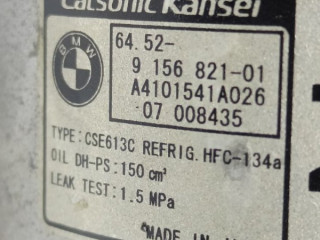 Calsonic Kansei
BMW
64.52-
9 156 821-01
A4101541A026
07 008435
TYPE: CSE613C REFRIG. HFC-134a
OIL DH-PS: 150 cm³
LEAK TEST: 1.5 MPa
MADE IN